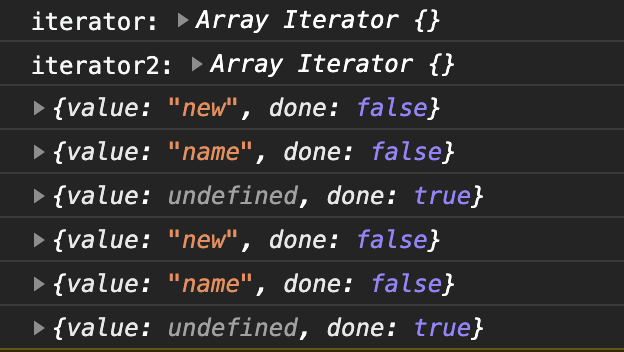 iterator: ▶Array Iterator {}
iterator2: ▶Array Iterator {}
▶{value: "new", done: false}
▶{value: "name", done: false}
▶{value: undefined, done: true}
▶{value: "new", done: false}
▶{value: "name", done: false}
▶{value: undefined, done: true}